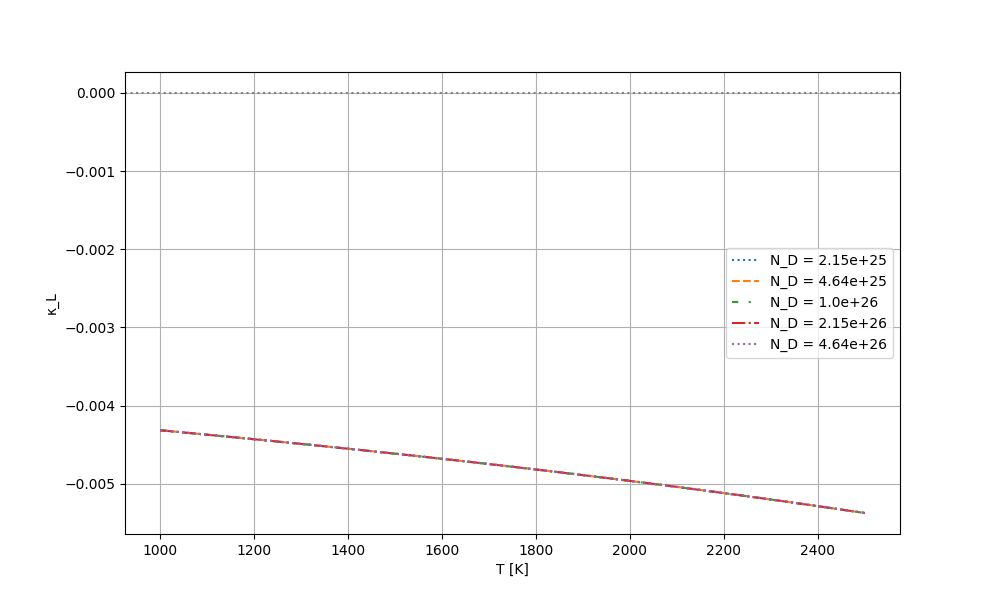 0.000
−0.001
−0.002
−0.003
−0.004
−0.005
κ_L
N_D = 2.15e+25
N_D = 4.64e+25
N_D = 1.0e+26
N_D = 2.15e+26
N_D = 4.64e+26
1000 1200 1400 1600 1800 2000 2200 2400
T [K]